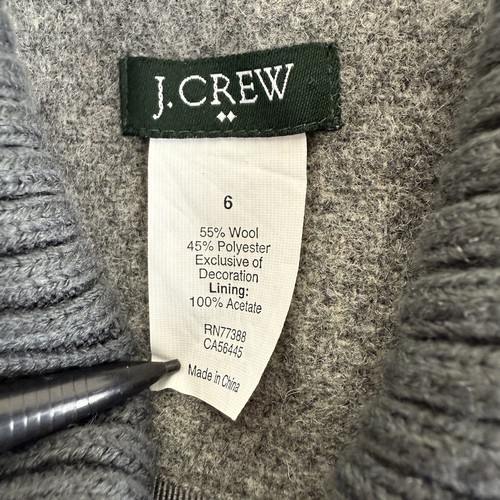 J.CREW
6
55% Wool
45% Polyester
Exclusive of
Decoration
Lining:
100% Acetate
RN77388
CA56445
Made in China